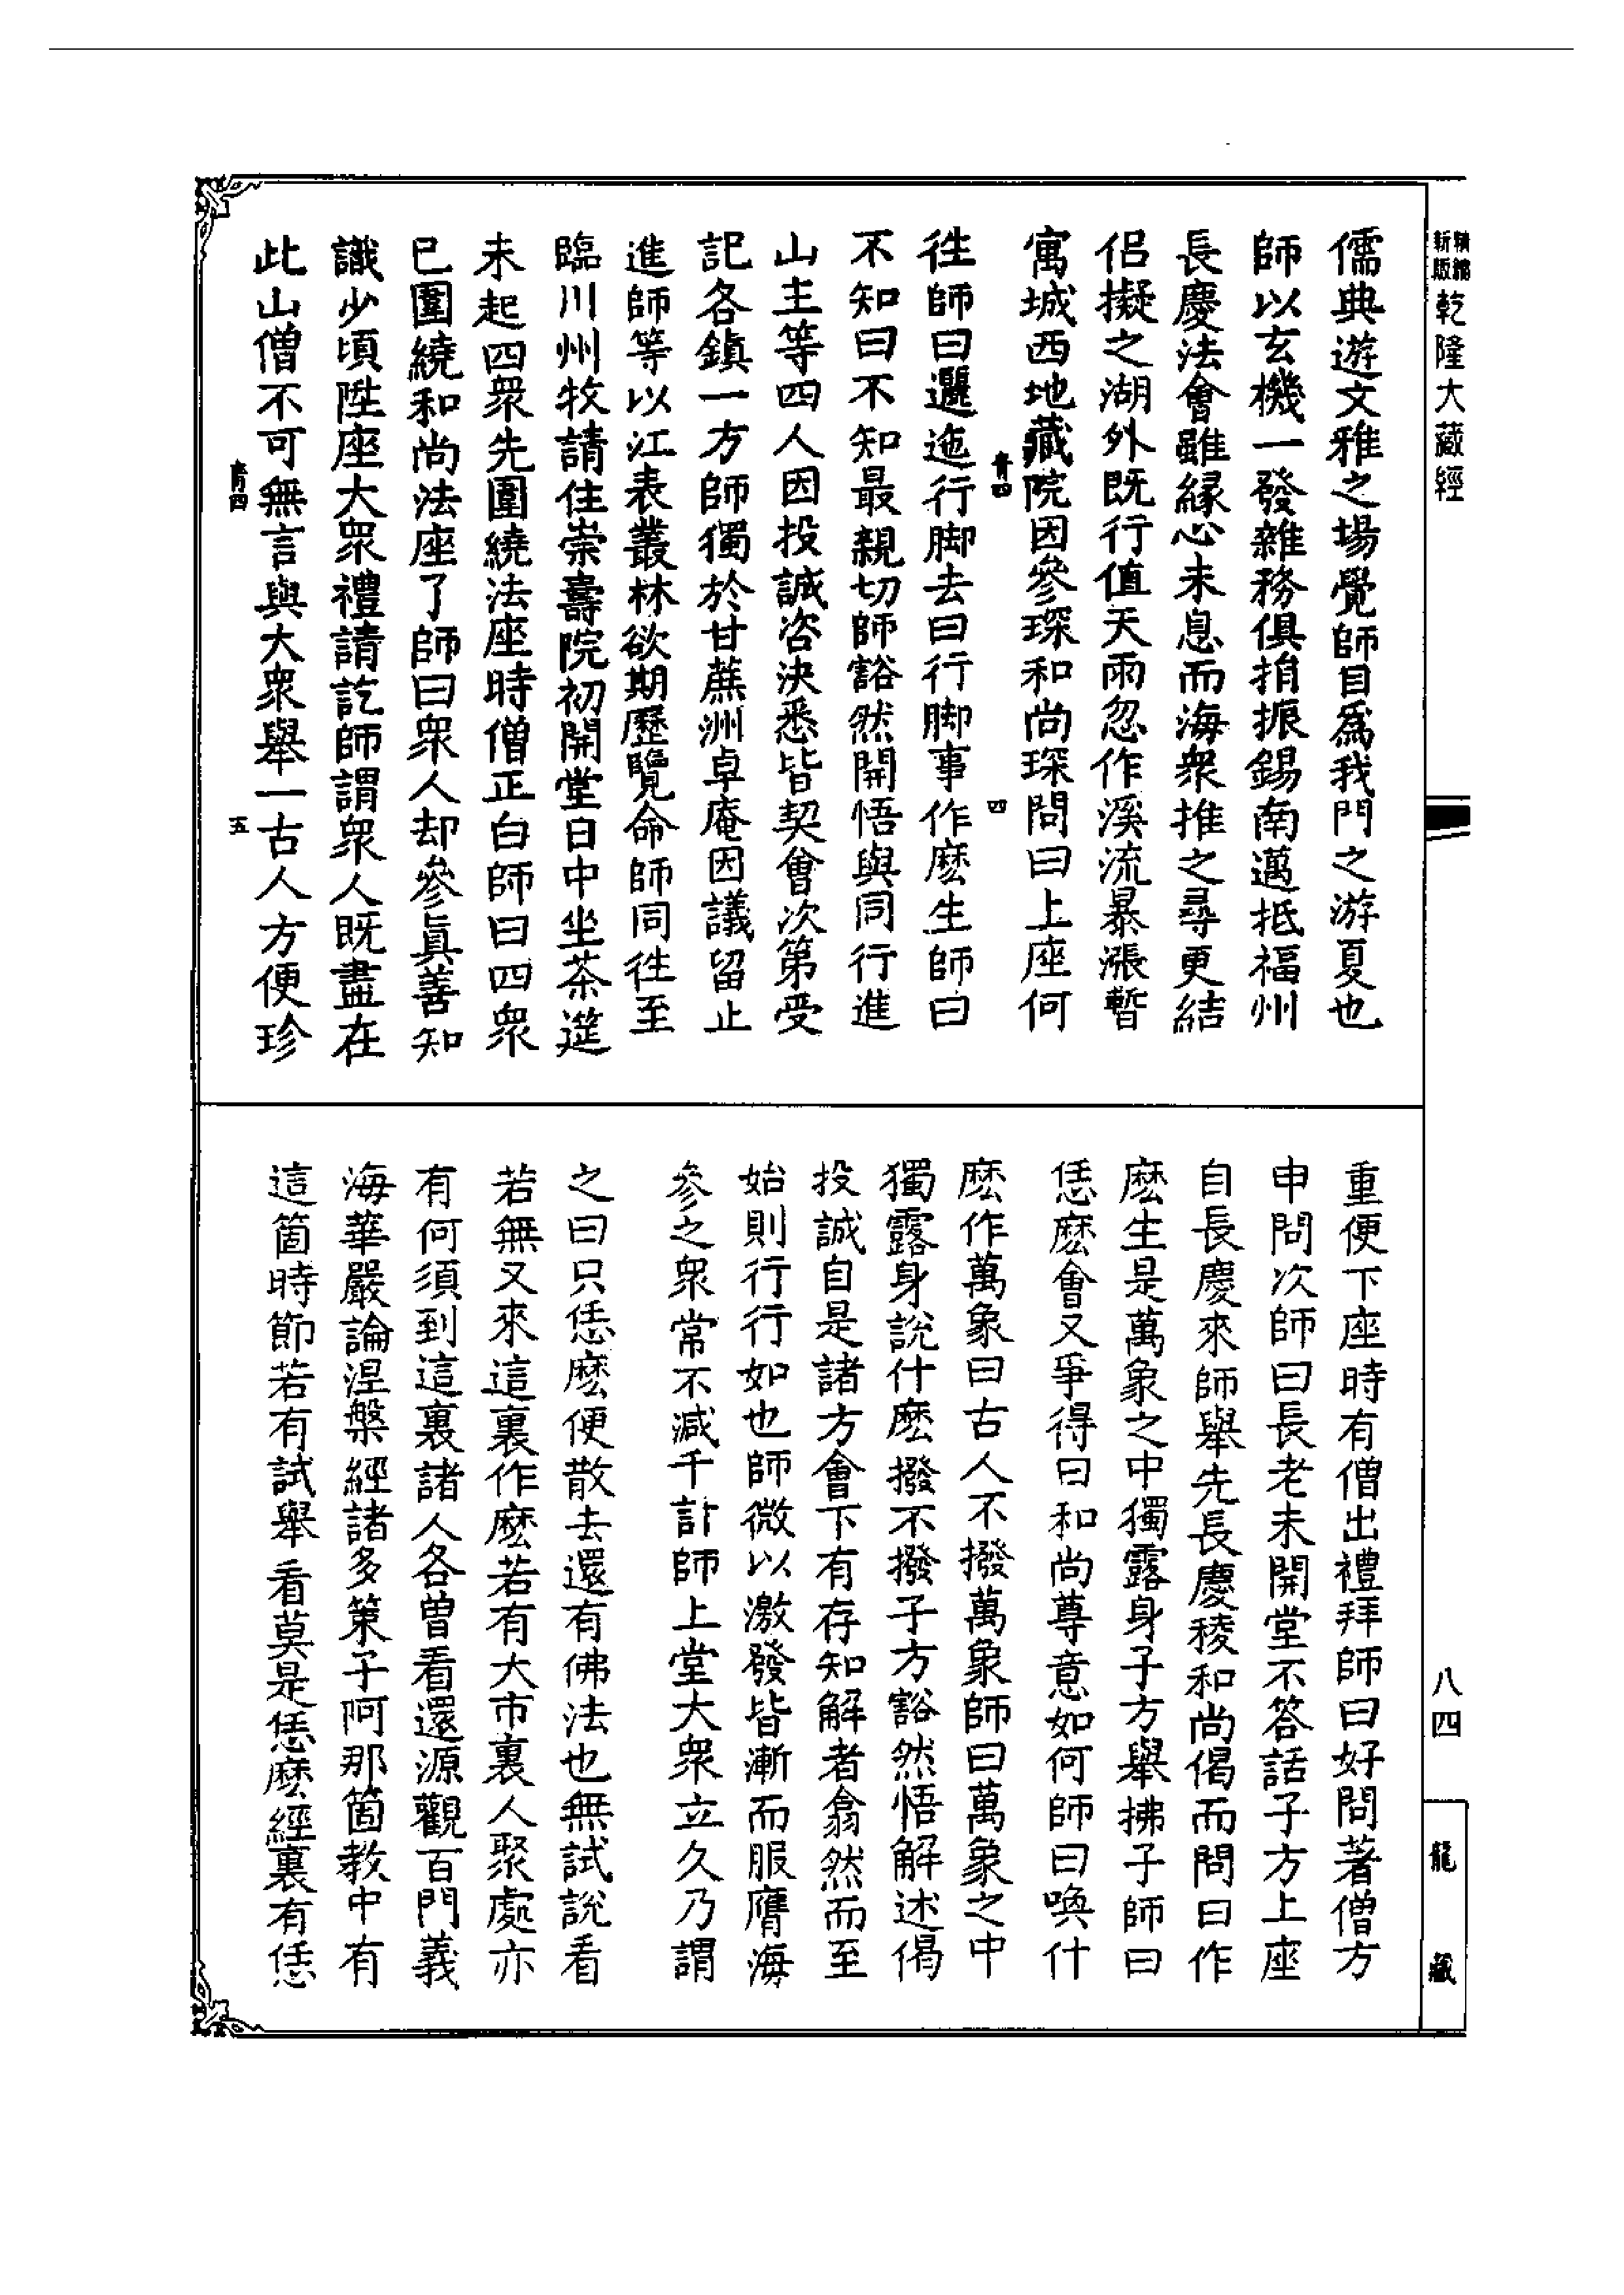 新編
縮版
乾隆大藏經
儒典遊文雅之場覺師目爲我門之游夏也
師以玄機一發雜務俱捐振錫南邁抵福州
長慶法會雖緣心未息而海衆推之尋更結
侶擬之湖外既行值天雨忽作溪流暴漲暫
寓城西地藏院因參琛和尚琛問曰上座何
青四
四
徃師曰邐迤行脚去曰行脚事作麽生師曰
不知曰不知最親切師豁然開悟與同行進
山主等四人因投誠咨決悉皆契會次第受
記各鎮一方師獨於甘蔗洲卓庵因議留止
進師等以江表叢林欲期歷覽命師同徃至
臨川州牧請住崇壽院初開堂日中坐茶筵
未起四衆先圍繞法座時僧正白師曰四衆
已圍繞和尚法座了師曰衆人却參眞善知
識少頃陞座大衆禮請訖師謂衆人既盡在
此山僧不可無言與大衆舉一古人方便珍
青四
五
重便下座時有僧出禮拜師曰好問著僧方
申問次師曰長老未開堂不答話子方上座
自長慶來師舉先長慶稜和尚偈而問曰作
麽生是萬象之中獨露身子方舉拂子師曰
恁麽會又爭得曰和尚尊意如何師曰喚什
麽作萬象曰古人不撥萬象師曰萬象之中
獨露身說什麽撥不撥子方豁然悟解述偈
投誠自是諸方會下有存知解者翕然而至
始則行行如也師微以激發皆漸而服膺海
參之衆常不減千計師上堂大衆立久乃謂
之曰只恁麽便散去還有佛法也無試說看
若無又來這裏作麽若有大市裏人聚處亦
有何須到這裏諸人各曾看還源觀百門義
海華嚴論涅槃經諸多策子阿那箇教中有
這箇時節若有試舉看莫是恁麽經裏有恁
八四
龍藏